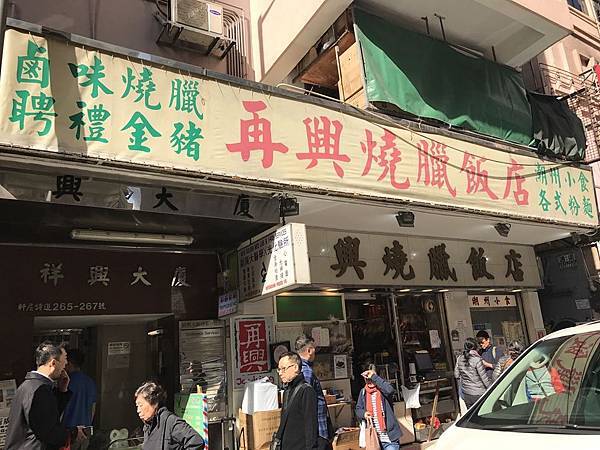 滷味燒臘
聘禮金豬
再興燒臘飯店
潮州小食
各式粉麵
興大廈
祥興大廈
軒尼詩道265-267號
興燒臘飯店
潮州小食
再興